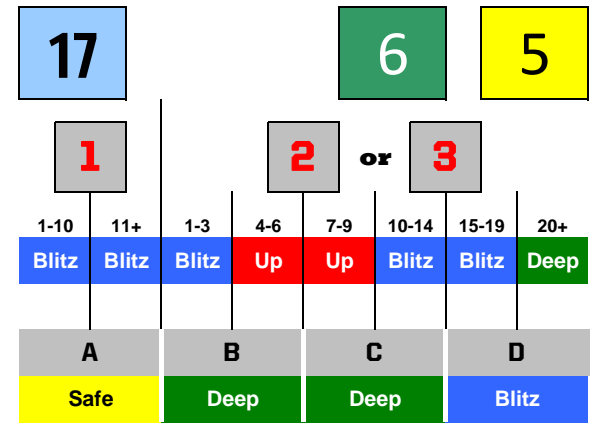 17 6 5
1 2 or 3
1-10 11+ 1-3 4-6 7-9 10-14 15-19 20+
Blitz Blitz Blitz Up Up Blitz Blitz Deep
A B C D
Safe Deep Deep Blitz